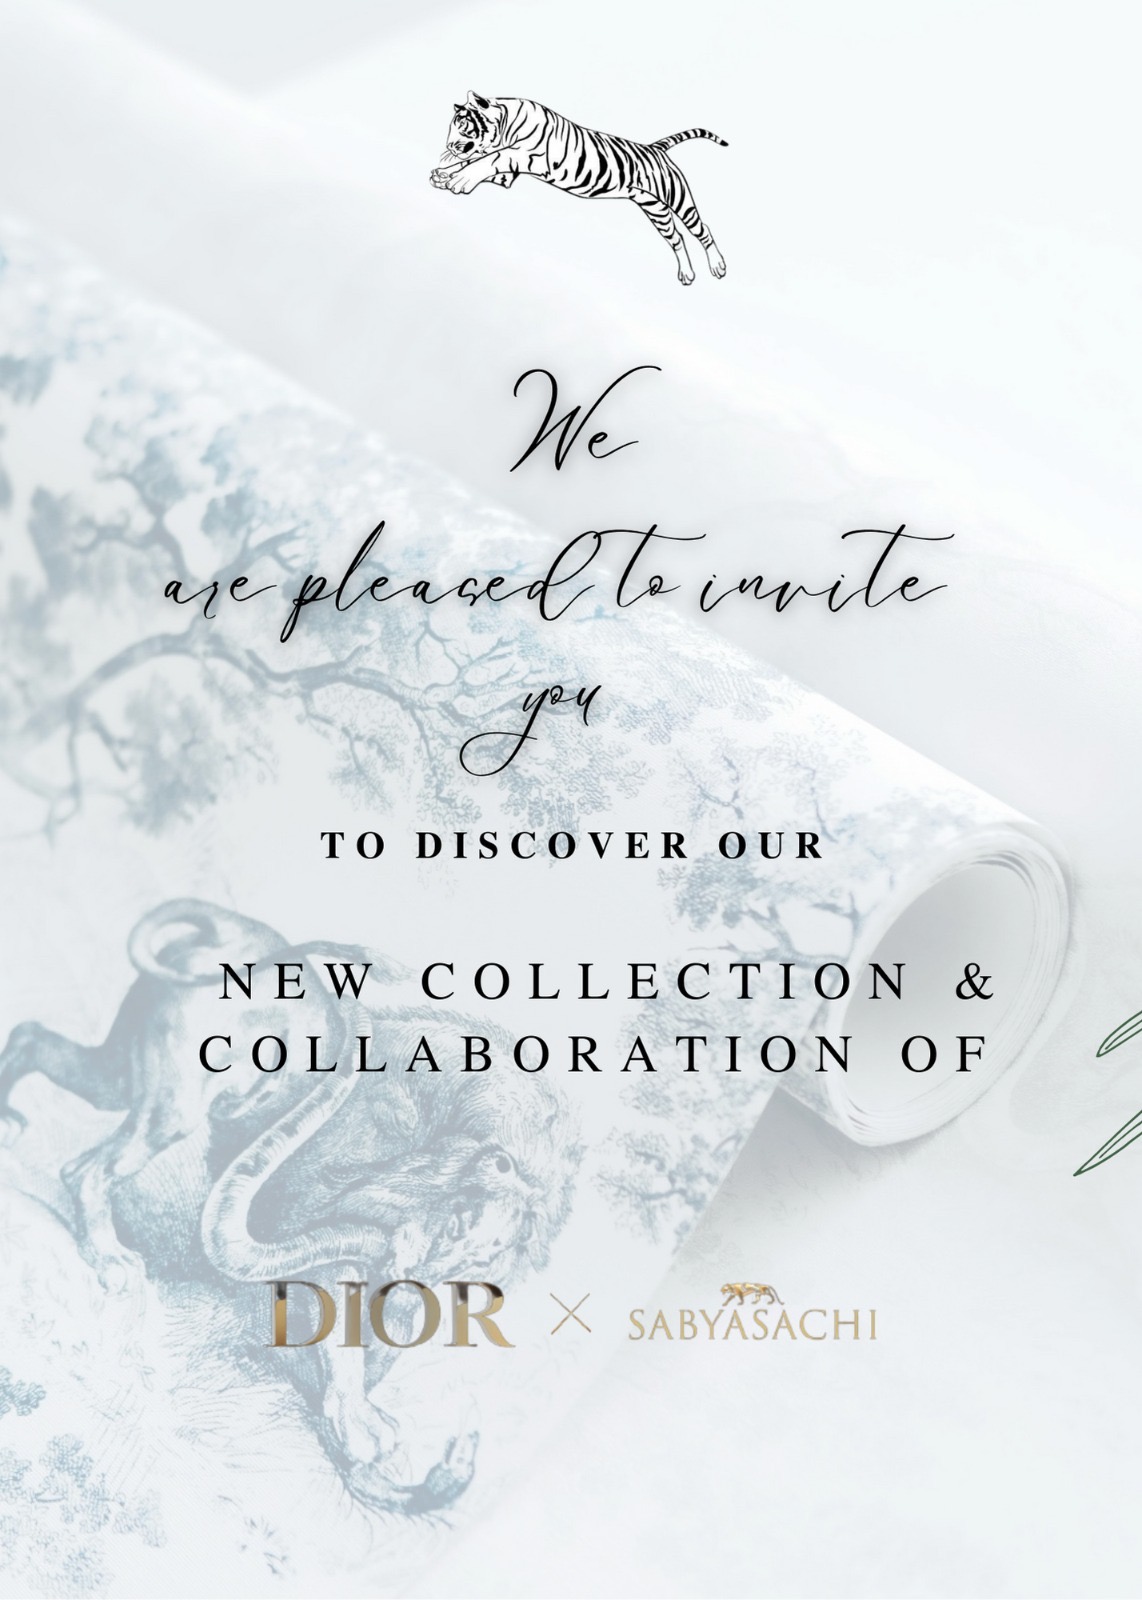 We
are pleased to invite
you
TO DISCOVER OUR
NEW COLLECTION &
COLLABORATION OF
DIOR × SABYASACHI